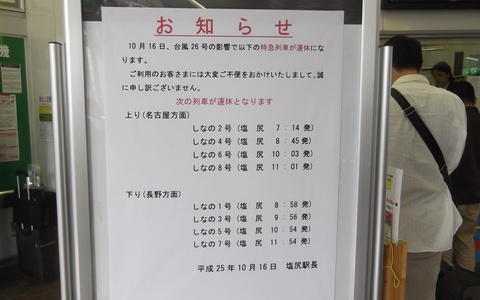 お知らせ
10月16日、台風26号の影響で以下の特急列車が運休にな
ります。
ご利用のお客さまには大変ご不便をおかけいたしまして、誠
に申し訳ございません。
次の列車が運休となります
上り(名古屋方面)
しなの2号(塩 尻 7:14発)
しなの4号(塩 尻 8:45発)
しなの6号(塩 尻 10:03発)
しなの8号(塩 尻 11:01発)
下り(長野方面)
しなの1号(塩 尻 8:58発)
しなの3号(塩 尻 9:56発)
しなの5号(塩 尻 10:54発)
しなの7号(塩 尻 11:54発)
平成25年10月16日 塩尻駅長
機